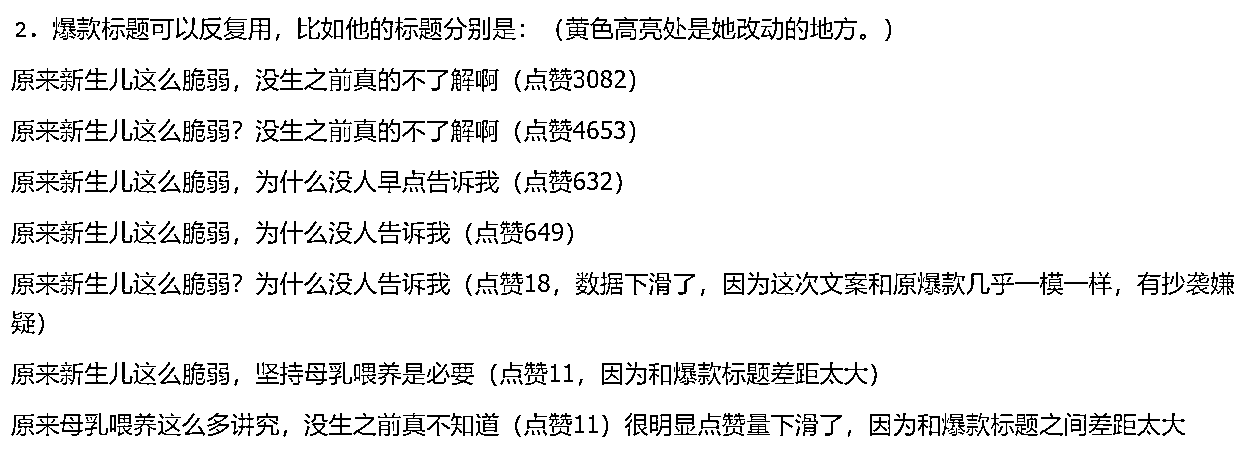 2. 爆款标题可以反复用，比如他的标题分别是：（黄色高亮处是她改动的地方。）
原来新生儿这么脆弱，没生之前真的不了解啊（点赞3082）
原来新生儿这么脆弱？没生之前真的不了解啊（点赞4653）
原来新生儿这么脆弱，为什么没人早点告诉我（点赞632）
原来新生儿这么脆弱，为什么没人告诉我（点赞649）
原来新生儿这么脆弱？为什么没人告诉我（点赞18，数据下滑了，因为这次文案和原爆款几乎一模一样，有抄袭嫌
疑）
原来新生儿这么脆弱，坚持母乳喂养是必要（点赞11，因为和爆款标题差距太大）
原来母乳喂养这么多讲究，没生之前真不知道（点赞11）很明显点赞量下滑了，因为和爆款标题之间差距太大